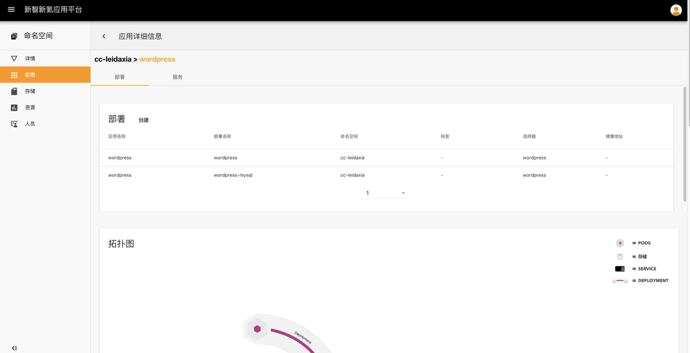 新智新氦应用平台
命名空间
应用详细信息
cc-leidaxia > wordpress
详情
应用
存储
资源
人员
部署 服务
部署 创建
应用名称 部署名称 命名空间 标签 选择器 镜像地址
wordpress wordpress cc-leidaxia - wordpress -
wordpress wordpress-mysql cc-leidaxia - wordpress -
1
拓扑图
PODS
存储
SERVICE
DEPLOYMENT
Deployment